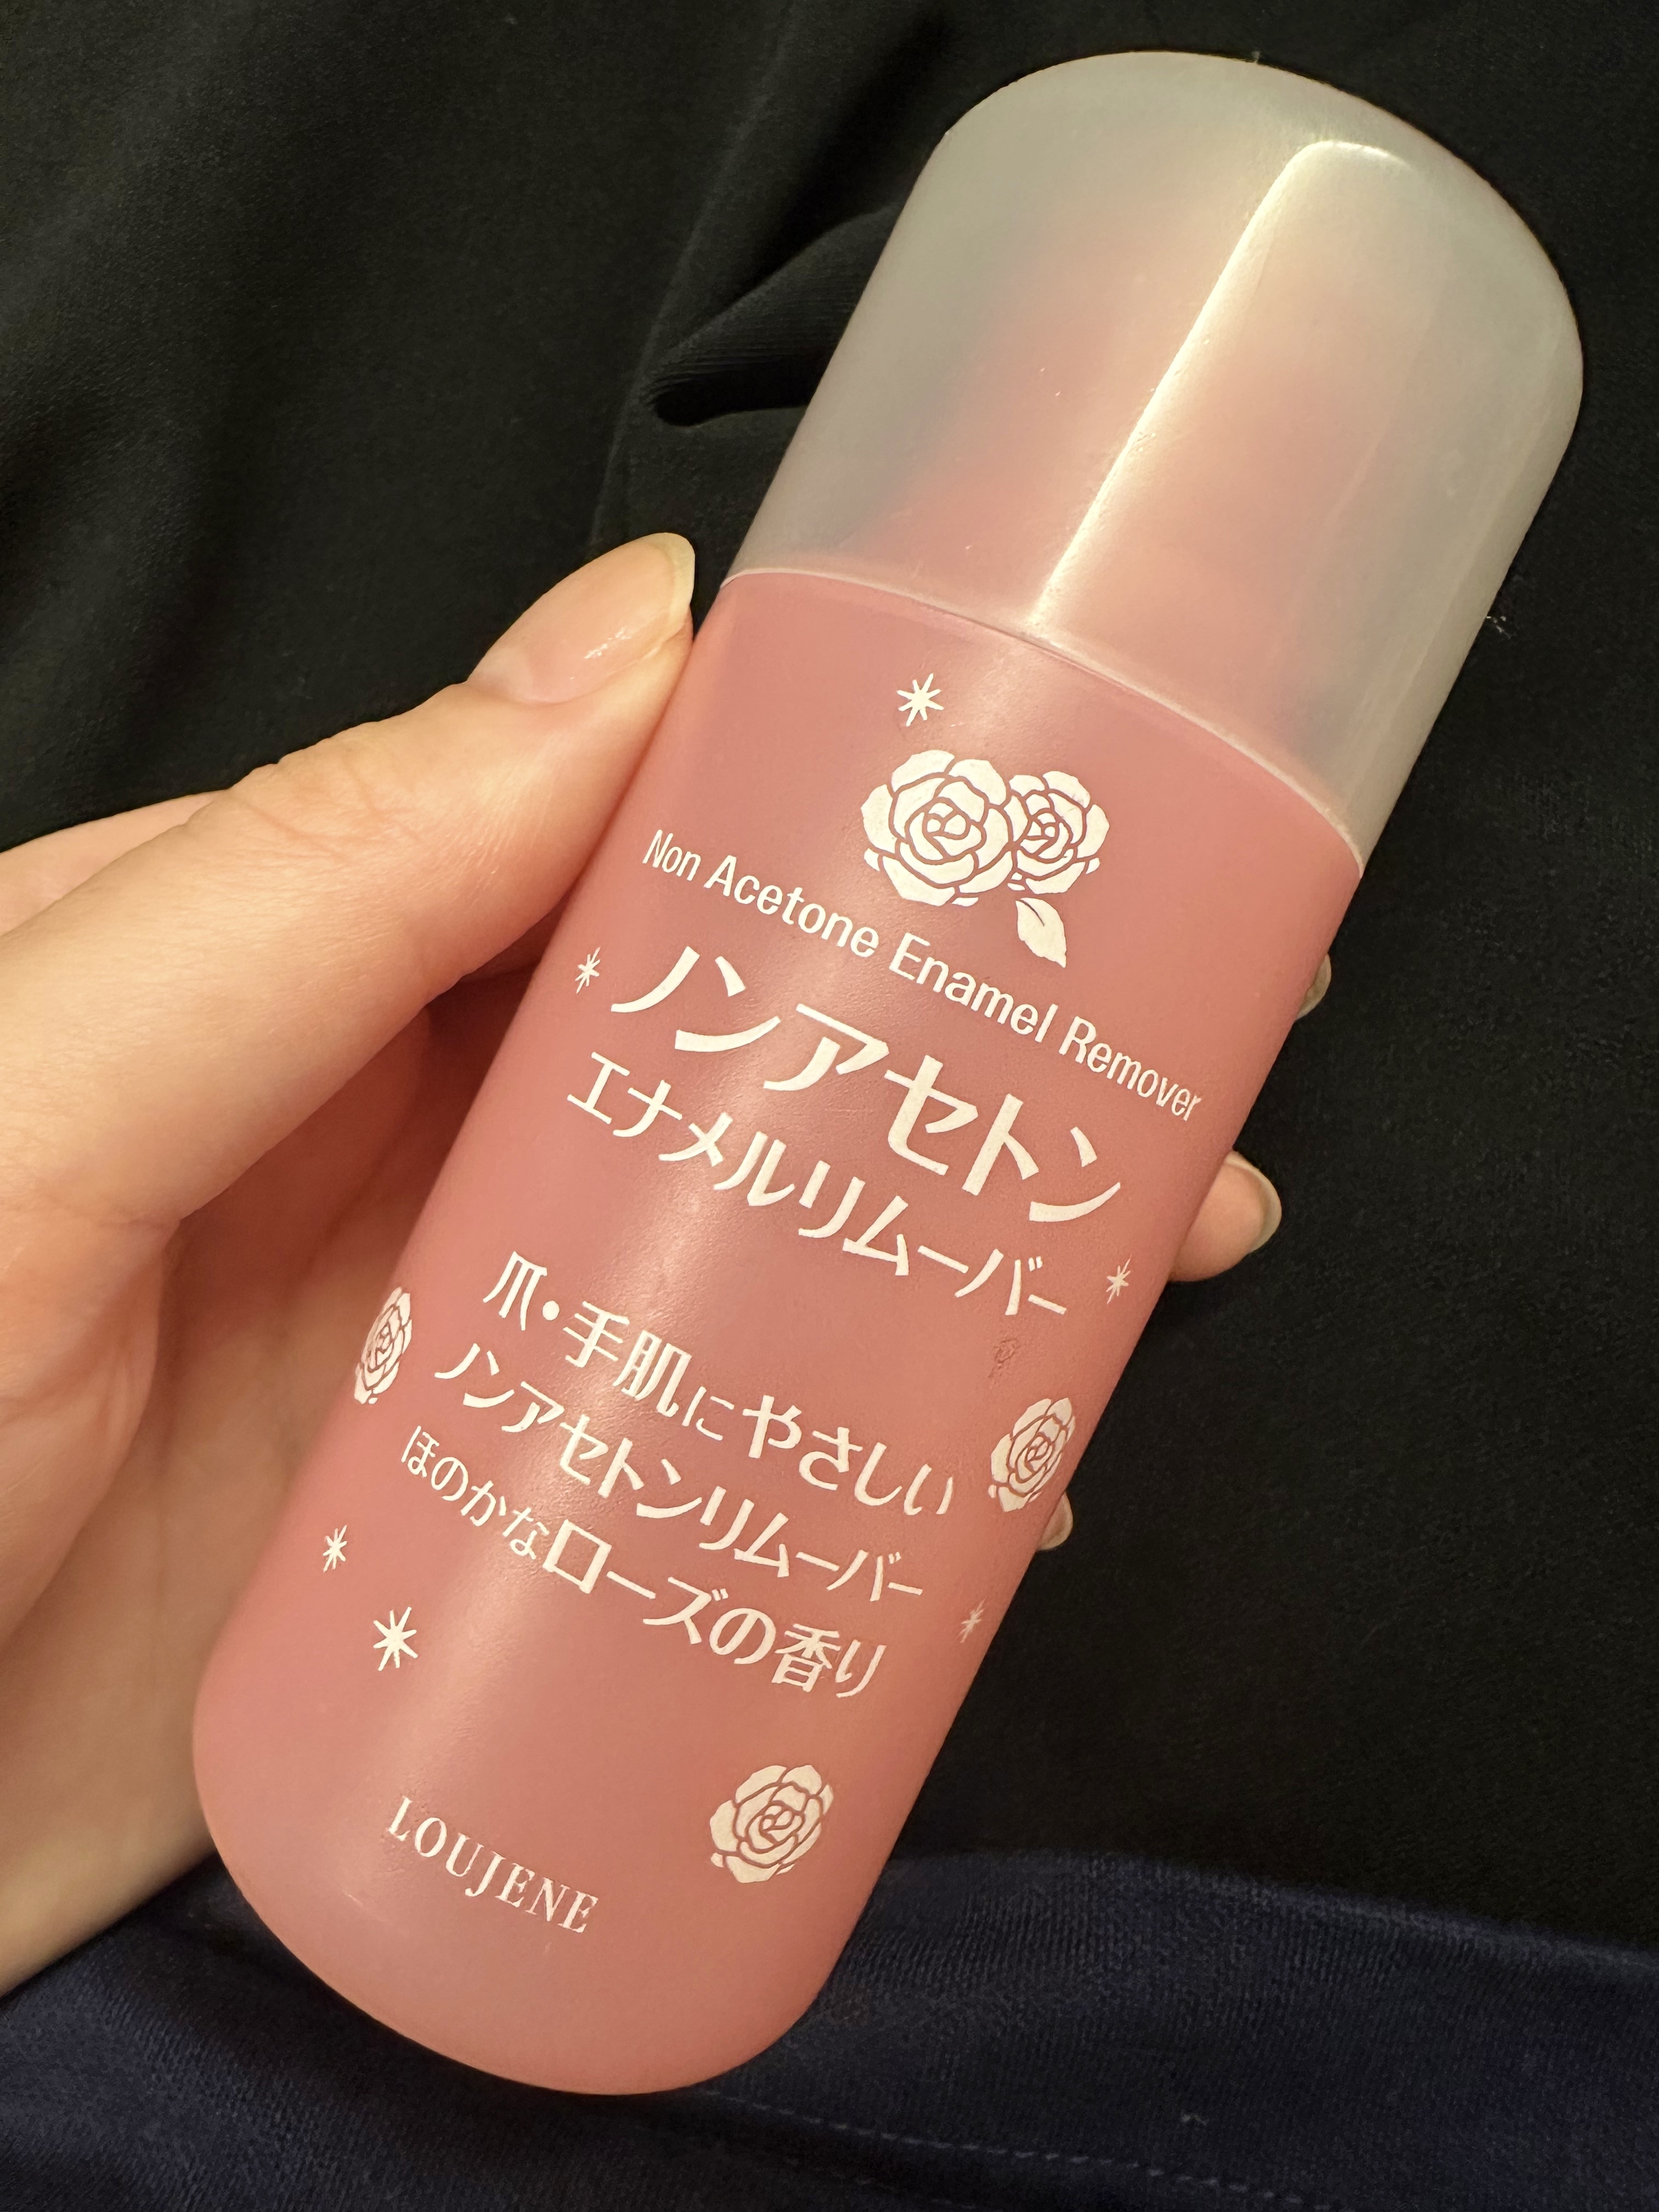 Non Acetone Enamel Remover
ノンアセトン
エナメルリムーバー
爪・手肌にやさしい
ノンアセトンリムーバー
ほのかなローズの香り
LOUJENE